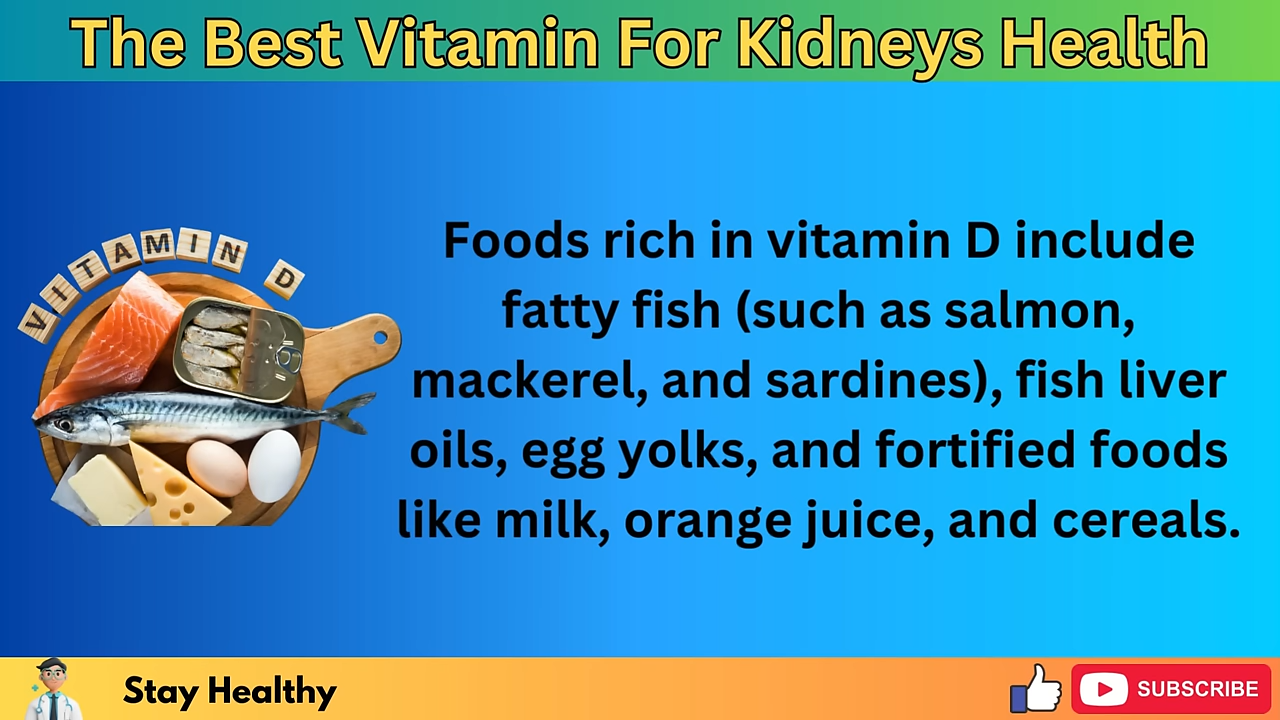 The Best Vitamin For Kidneys Health
VITAMIN D
Foods rich in vitamin D include
fatty fish (such as salmon,
mackerel, and sardines), fish liver
oils, egg yolks, and fortified foods
like milk, orange juice, and cereals.
Stay Healthy
SUBSCRIBE